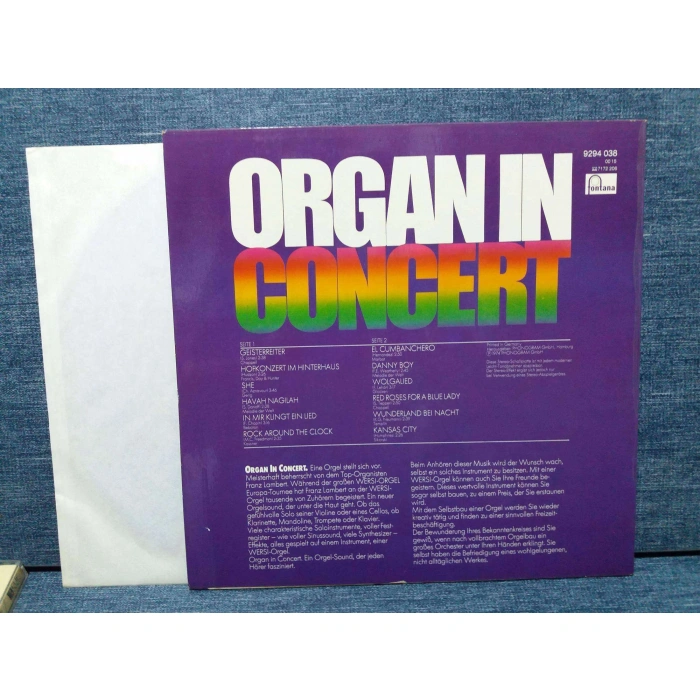 ORGAN IN
CONCERT
9294 038
fontana
SEITE 1
GEISTERREITER
HOFKONZERT IM HINTERHAUS
SHE
HAVAH NAGILAH
IN MIR KLINGT EIN LIED
ROCK AROUND THE CLOCK
SEITE 2
EL CUMBANCHERO
DANNY BOY
WOLGALIED
RED ROSES FOR A BLUE LADY
WUNDERLAND BEI NACHT
KANSAS CITY
ORGAN IN CONCERT. Eine Orgel stellt sich vor.
Meisterhaft beherrscht von dem Top-Organisten
Franz Lambert. Während der großen WERSI-ORGEL
Europa-Tournee hat Franz Lambert an der WERSI-
Orgel tausende von Zuhörern begeistert. Ein neuer
Orgelsound, der unter die Haut geht. Ob das
gefühlvolle Solo seiner Violine oder eines Cellos, ob
Klarinette, Mandoline, Trompete oder Klavier.
Viele charakteristische Soloinstrumente, voller Fest-
register – wie voller Sinussound, viele Synthesizer –
Effekte, alles gespielt auf einem Instrument, einer
WERSI-Orgel.
Organ in Concert. Ein Orgel-Sound, der jeden
Hörer fasziniert.
Beim Anhören dieser Musik wird der Wunsch wach,
selbst ein solches Instrument zu besitzen. Mit einer
WERSI-Orgel können auch Sie Ihre Freunde be-
geistern. Dieses wertvolle Instrument können Sie
sogar selbst bauen, zu einem Preis, der Sie erstaunen
wird.
Mit dem Selbstbau einer Orgel werden Sie wieder
kreativ tätig und finden zu einer sinnvollen Freizeit-
beschäftigung.
Der Bewunderung Ihres Bekanntenkreises sind Sie
gewiß, wenn nach vollbrachtem Orgelbau ein
großes Orchester unter Ihren Händen erklingt. Sie
selbst haben die Befriedigung eines wohlgelungenen,
nicht alltäglichen Werkes.